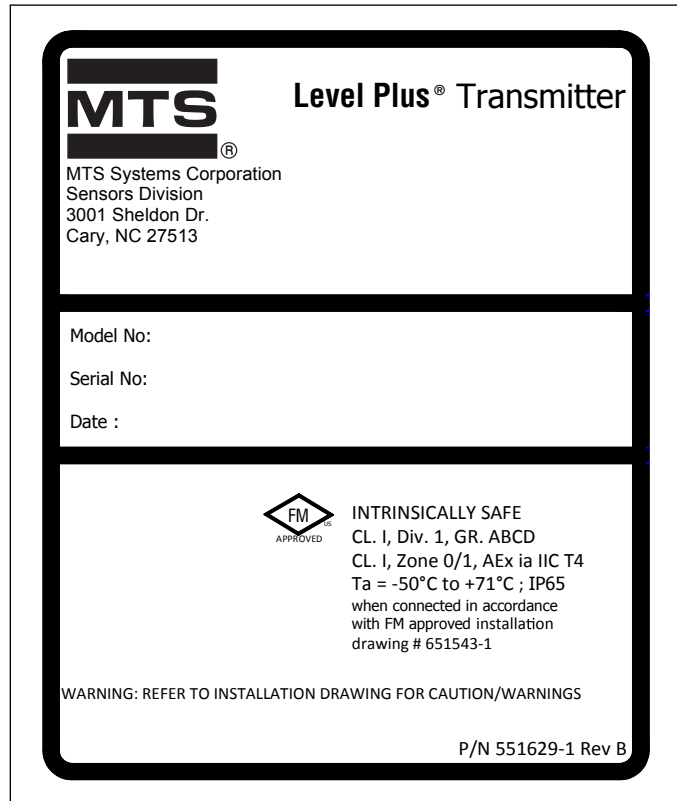 MTS
®
Level Plus® Transmitter
MTS Systems Corporation
Sensors Division
3001 Sheldon Dr.
Cary, NC 27513
Model No:
Serial No:
Date :
FM
us
APPROVED
INTRINSICALLY SAFE
CL. I, Div. 1, GR. ABCD
CL. I, Zone 0/1, AEx ia IIC T4
Ta = -50°C to +71°C ; IP65
when connected in accordance
with FM approved installation
drawing # 651543-1
WARNING: REFER TO INSTALLATION DRAWING FOR CAUTION/WARNINGS
P/N 551629-1 Rev B